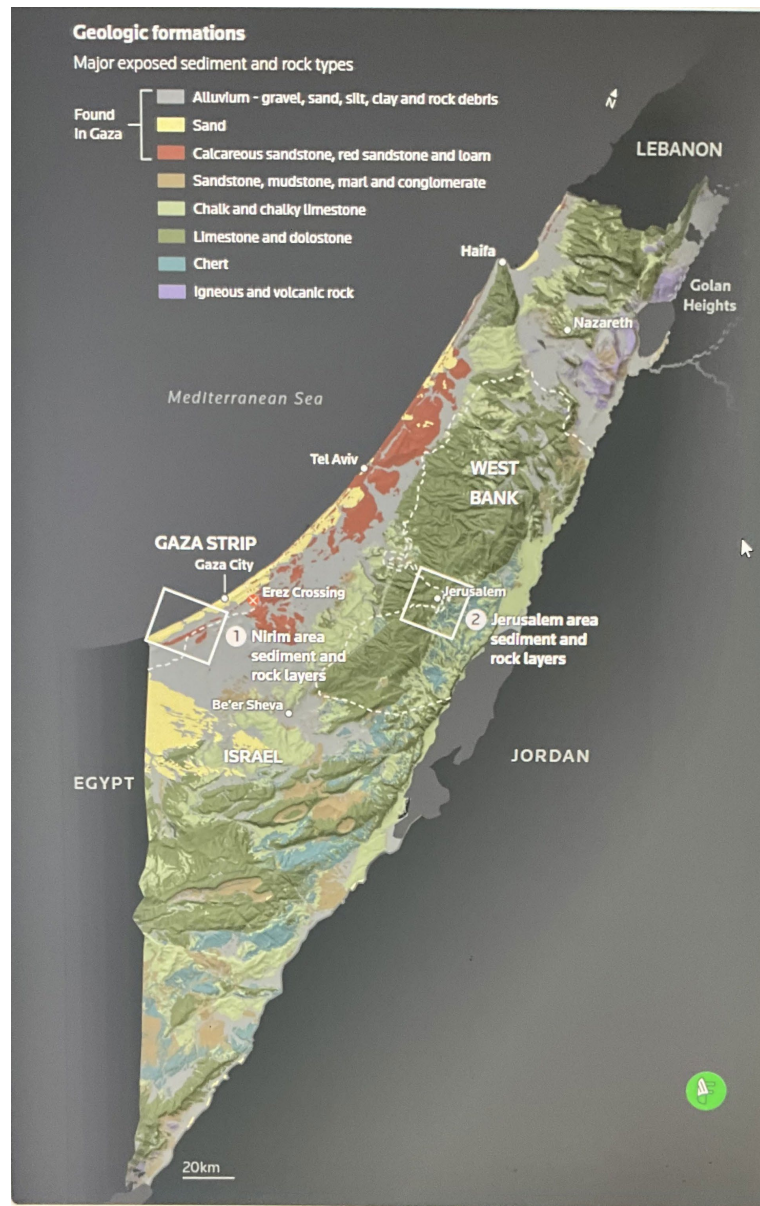 Geologic formations
Major exposed sediment and rock types
Found
In Gaza
Alluvium - gravel, sand, silt, clay and rock debris
Sand
Calcareous sandstone, red sandstone and loam
Sandstone, mudstone, marl and conglomerate
Chalk and chalky limestone
Limestone and dolostone
Chert
Igneous and volcanic rock
N
LEBANON
Haifa
Golan
Heights
Nazareth
Mediterranean Sea
Tel Aviv
WEST
BANK
GAZA STRIP
Gaza City
Erez Crossing
Jerusalem
1 Nirim area
sediment and
rock layers
2 Jerusalem area
sediment and
rock layers
Be'er Sheva
ISRAEL
EGYPT
JORDAN
20km